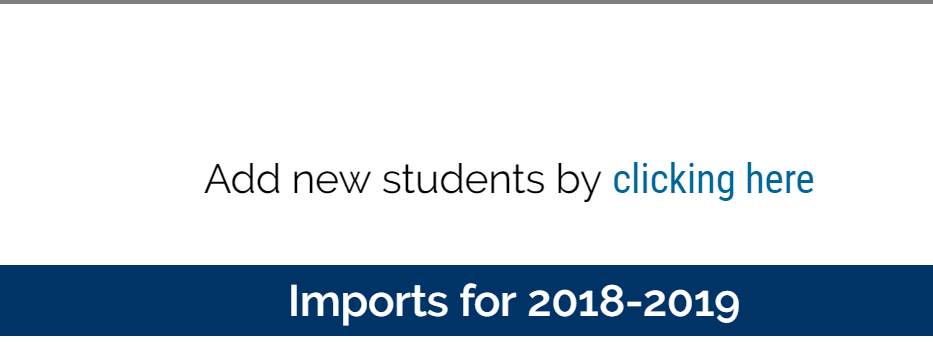 Add new students by clicking here
Imports for 2018-2019